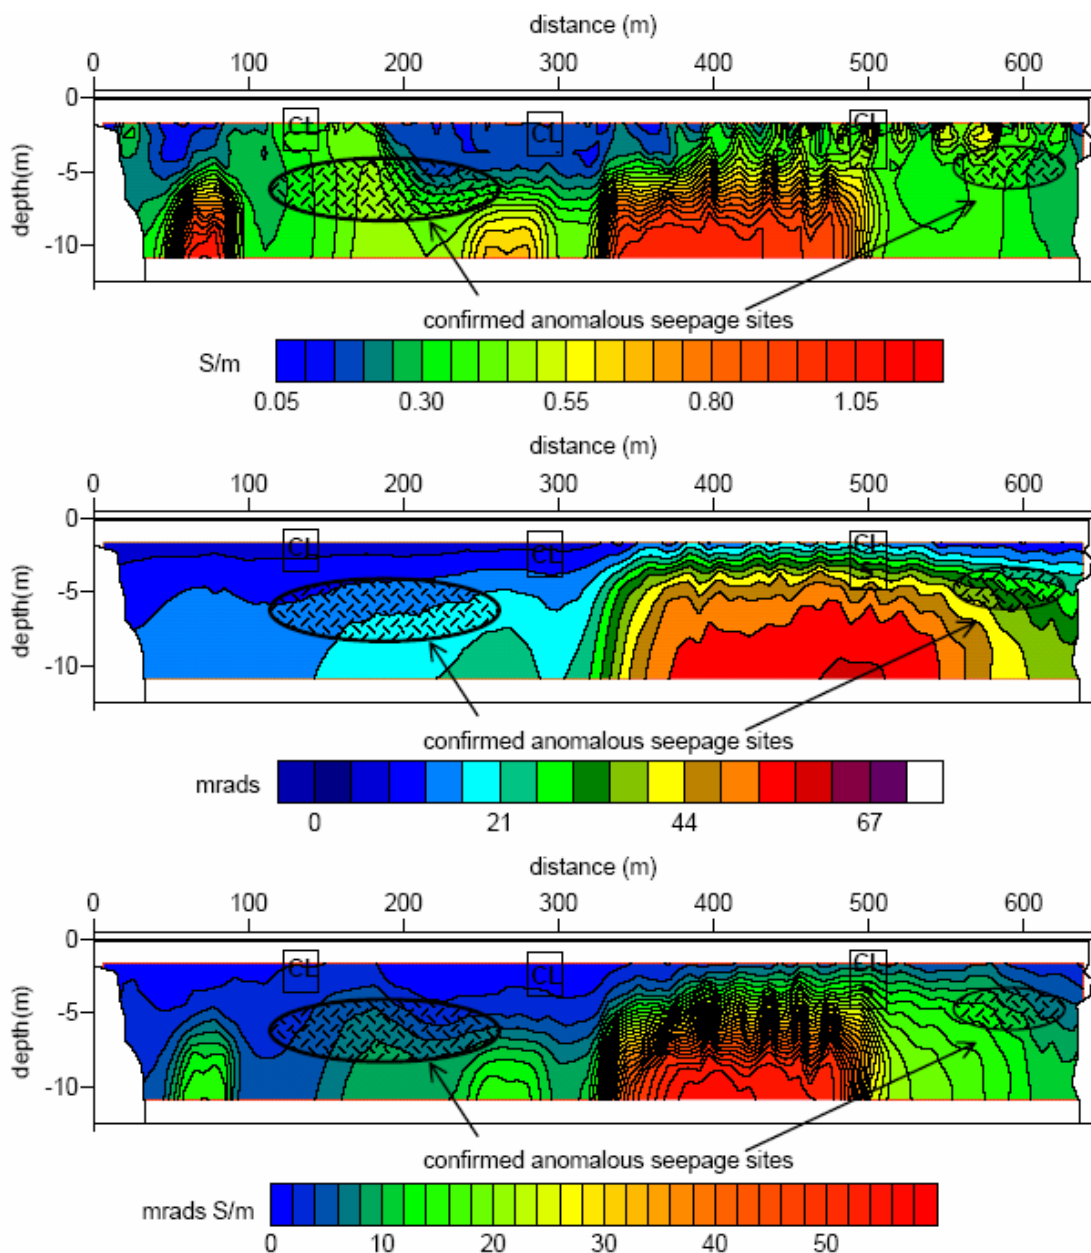 distance (m)
0 100 200 300 400 500 600
0
CL CL CL
-5
depth(m)
-10
confirmed anomalous seepage sites
S/m
0.05 0.30 0.55 0.80 1.05
distance (m)
0 100 200 300 400 500 600
0
CL CL CL
S
-5
depth(m)
-10
confirmed anomalous seepage sites
mrads
0 21 44 67
distance (m)
0 100 200 300 400 500 600
0
CL CL CL
-5
depth(m)
-10
confirmed anomalous seepage sites
mrads S/m
0 10 20 30 40 50